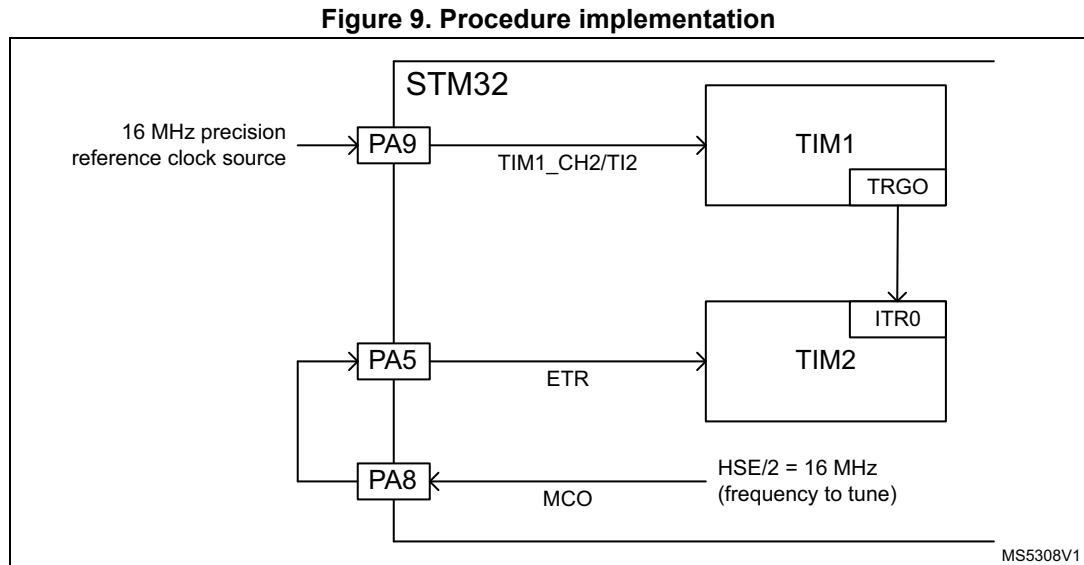 Figure 9. Procedure implementation
STM32
16 MHz precision
reference clock source
PA9
TIM1_CH2/TI2
TIM1
TRGO
ITR0
TIM2
PA5
ETR
PA8
MCO
HSE/2 = 16 MHz
(frequency to tune)
MS5308V1